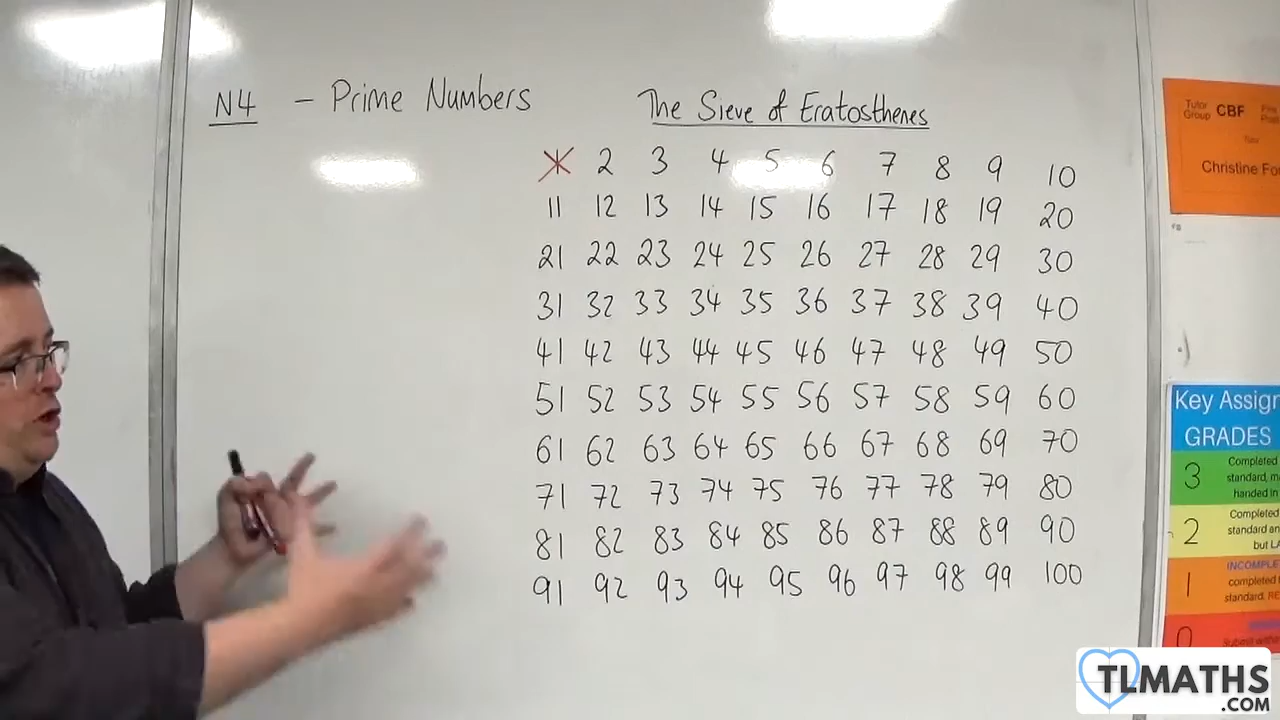 N4 - Prime Numbers
The Sieve of Eratosthenes
1 2 3 4 5 6 7 8 9 10
11 12 13 14 15 16 17 18 19 20
21 22 23 24 25 26 27 28 29 30
31 32 33 34 35 36 37 38 39 40
41 42 43 44 45 46 47 48 49 50
51 52 53 54 55 56 57 58 59 60
61 62 63 64 65 66 67 68 69 70
71 72 73 74 75 76 77 78 79 80
81 82 83 84 85 86 87 88 89 90
91 92 93 94 95 96 97 98 99 100
Tutor Group CBF
Christine Fo
Key Assign
GRADES
3 Completed
standard, m
handed in
2 Completed
standard an
but LA
1 INCOMPLE
completed
standard. RE
0
Submit within
TLMATHS
.COM